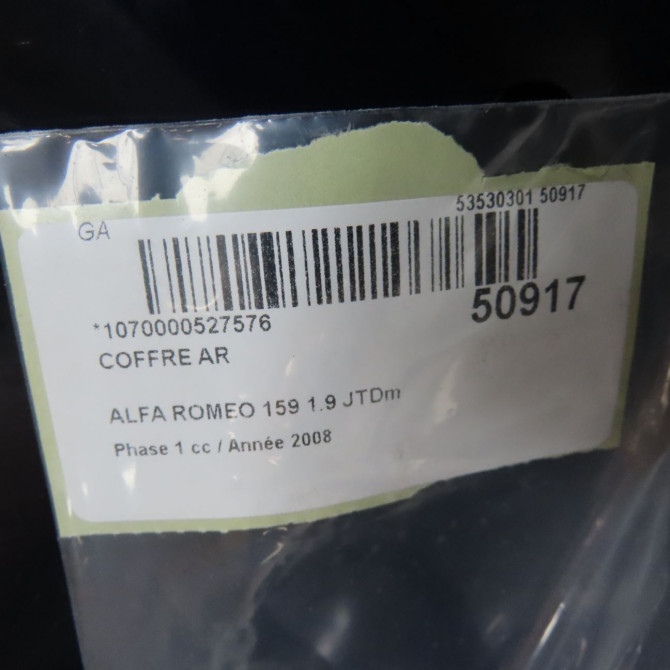 GA
53530301 50917
*1070000527576
50917
COFFRE AR
ALFA ROMEO 159 1.9 JTDm
Phase 1 cc / Année 2008